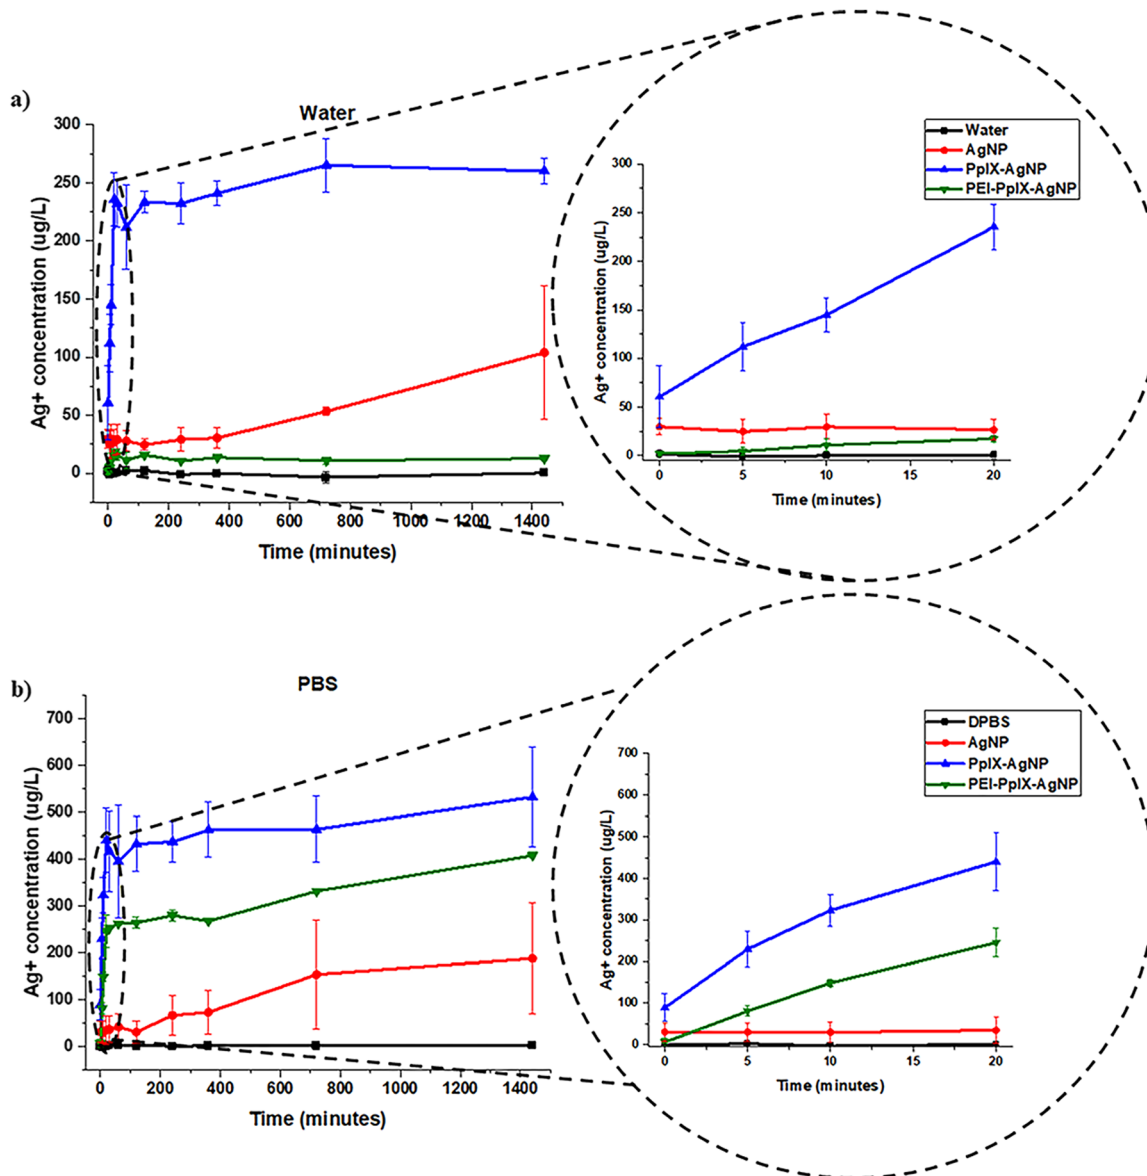 a)
Water
Ag+ concentration (ug/L)
300
250
200
150
100
50
0
0 200 400 600 800 1000 1200 1400
Time (minutes)
Water
AgNP
PpIX-AgNP
PEI-PpIX-AgNP
Ag+ concentration (ug/L)
300
250
200
150
100
50
0
0 5 10 15 20
Time (minutes)
b)
PBS
Ag+ concentration (ug/L)
700
600
500
400
300
200
100
0
0 200 400 600 800 1000 1200 1400
Time (minutes)
DPBS
AgNP
PpIX-AgNP
PEI-PpIX-AgNP
Ag+ concentration (ug/L)
700
600
500
400
300
200
100
0
0 5 10 15 20
Time (minutes)